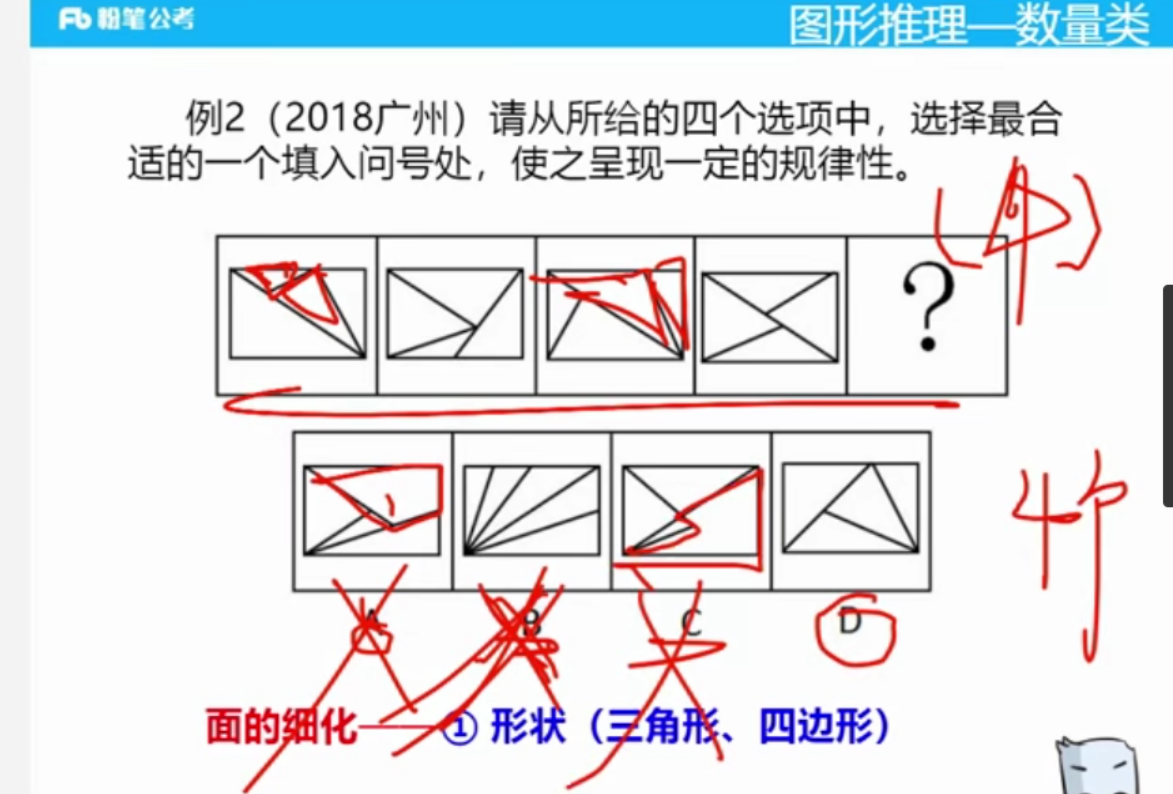 粉笔公考
图形推理—数量类
例2（2018广州）请从所给的四个选项中，选择最合
适的一个填入问号处，使之呈现一定的规律性。
?
4个
A B C D
面的细化——① 形状（三角形、四边形）